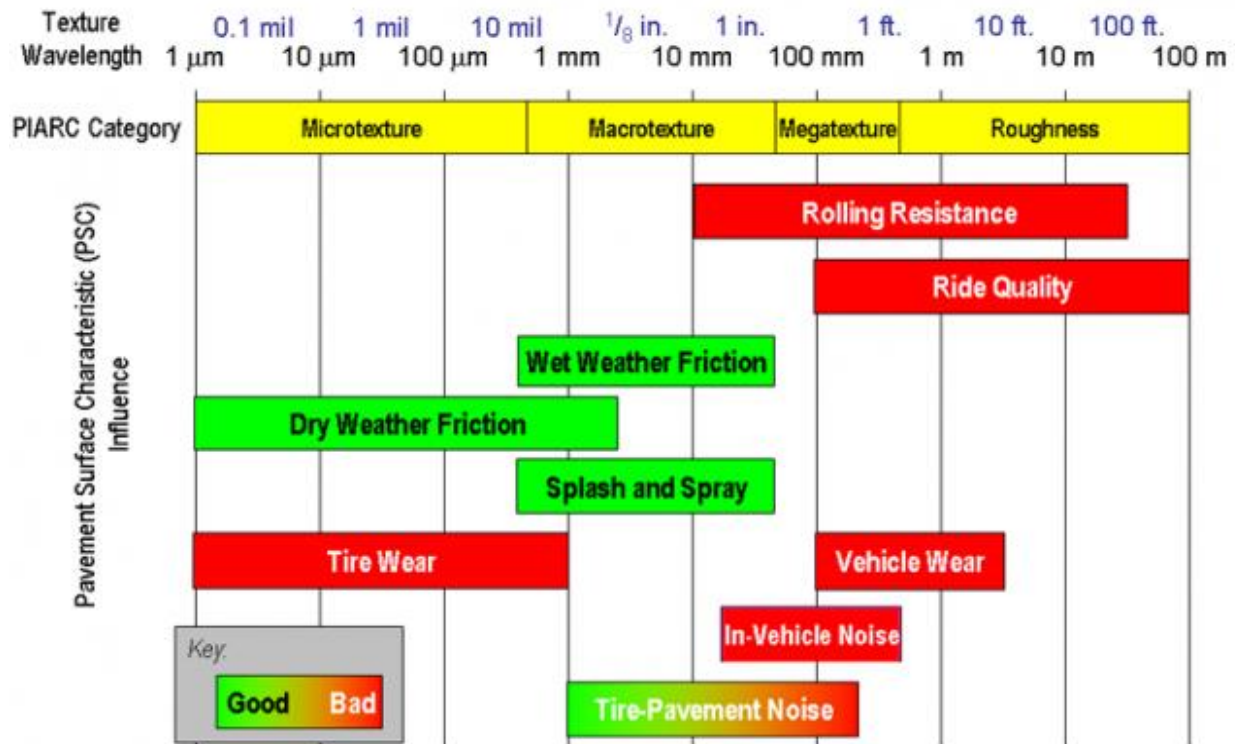 Texture 0.1 mil 1 mil 10 mil 1/8 in. 1 in. 1 ft. 10 ft. 100 ft.
Wavelength 1 μm 10 μm 100 μm 1 mm 10 mm 100 mm 1 m 10 m 100 m
PIARC Category Microtexture Macrotexture Megatexture Roughness
Pavement Surface Characteristic (PSC)
Influence
Rolling Resistance
Ride Quality
Wet Weather Friction
Dry Weather Friction
Splash and Spray
Tire Wear Vehicle Wear
In-Vehicle Noise
Key:
Good Bad
Tire-Pavement Noise